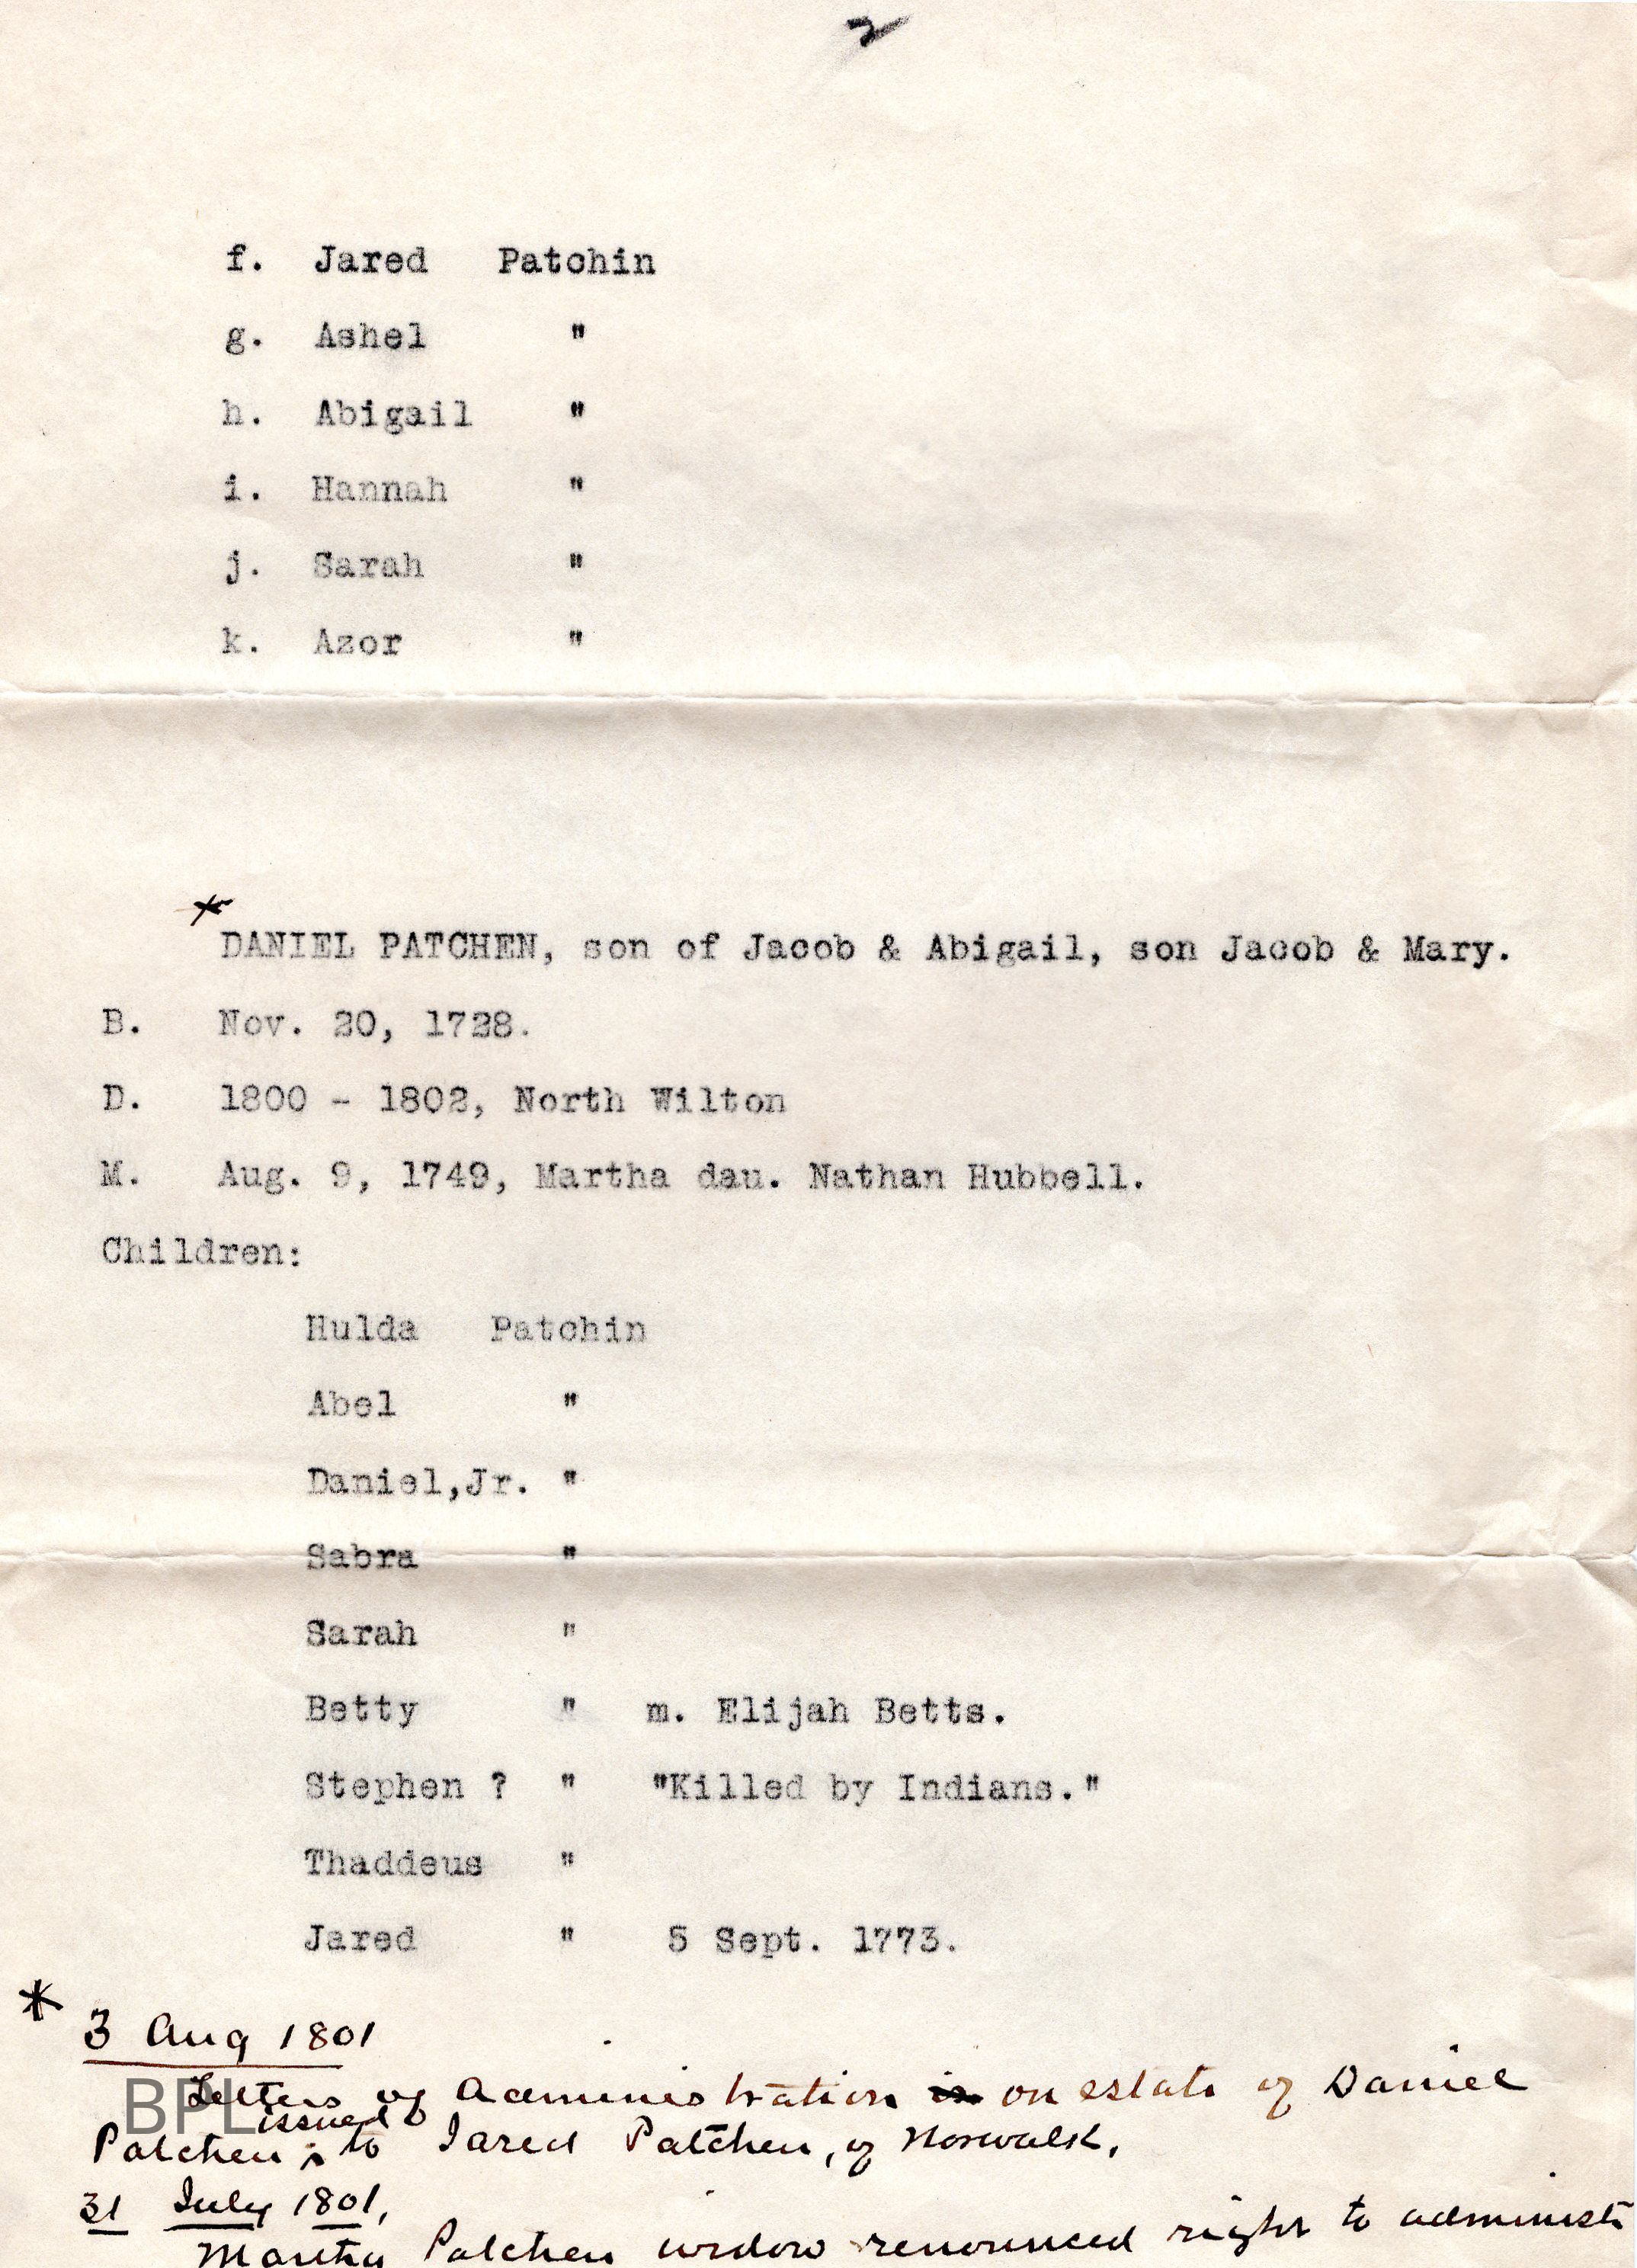 2
f. Jared Patchin
g. Ashel "
h. Abigail "
i. Hannah "
j. Sarah "
k. Azor "
* DANIEL PATCHEN, son of Jacob & Abigail, son Jacob & Mary.
B. Nov. 20, 1728.
D. 1800 - 1802, North Wilton
M. Aug. 9, 1749, Martha dau. Nathan Hubbell.
Children:
Hulda Patchin
Abel "
Daniel,Jr. "
Sabra "
Sarah "
Betty " m. Elijah Betts.
Stephen ? " "Killed by Indians."
Thaddeus "
Jared " 5 Sept. 1773.
* 3 Aug 1801
Letters of Administration in on estate of Daniel
Patchen, issued to Jared Patchen, of Norwalk.
31 July 1801,
Martha Patchen widow renounced right to administ
BPL